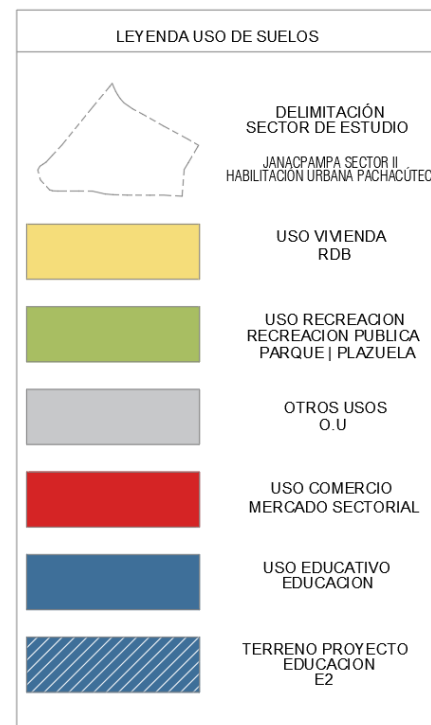 LEYENDA USO DE SUELOS
DELIMITACIÓN
SECTOR DE ESTUDIO
JANACPAMPA SECTOR II
HABILITACIÓN URBANA PACHACÚTEC
USO VIVIENDA
RDB
USO RECREACION
RECREACION PUBLICA
PARQUE | PLAZUELA
OTROS USOS
O.U
USO COMERCIO
MERCADO SECTORIAL
USO EDUCATIVO
EDUCACION
TERRENO PROYECTO
EDUCACION
E2